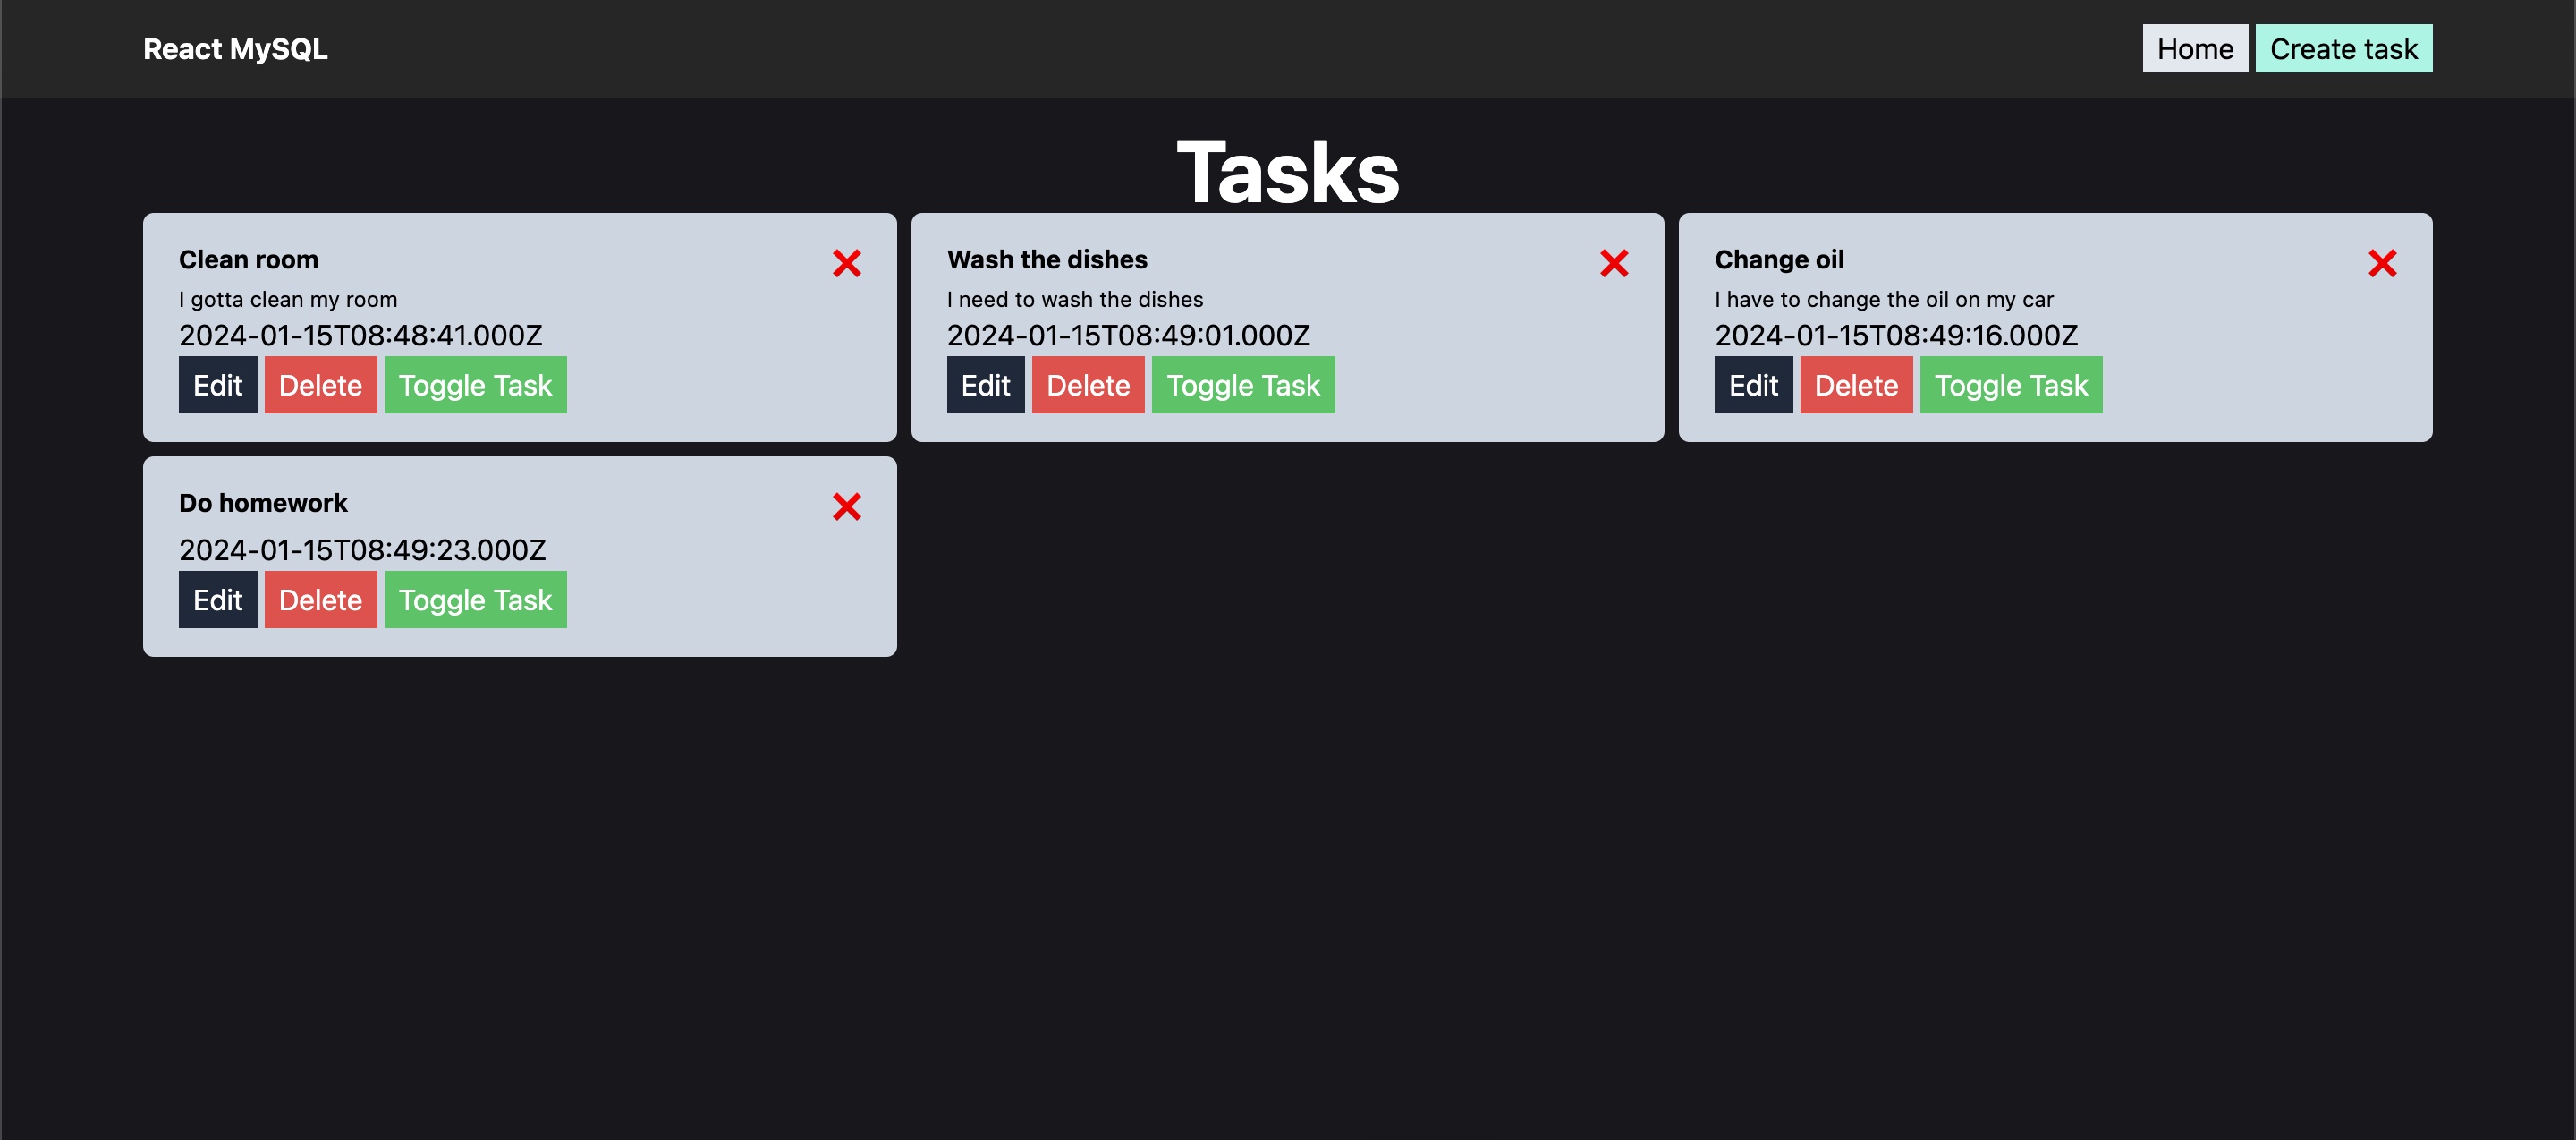 React MySQL
Home Create task
Tasks
Clean room
I gotta clean my room
2024-01-15T08:48:41.000Z
Edit Delete Toggle Task
Wash the dishes
I need to wash the dishes
2024-01-15T08:49:01.000Z
Edit Delete Toggle Task
Change oil
I have to change the oil on my car
2024-01-15T08:49:16.000Z
Edit Delete Toggle Task
Do homework
2024-01-15T08:49:23.000Z
Edit Delete Toggle Task